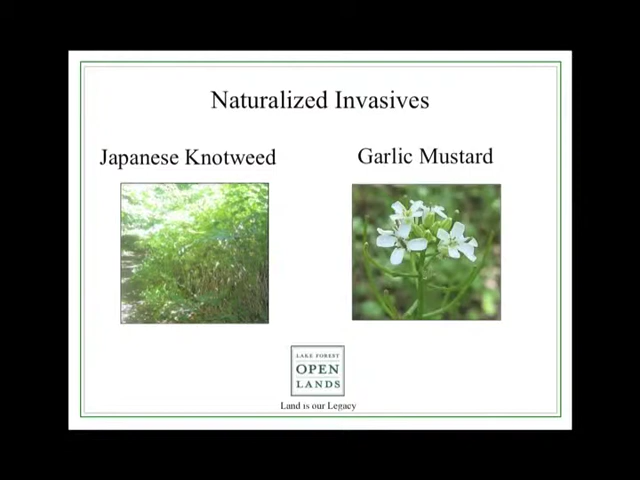 Naturalized Invasives
Japanese Knotweed
Garlic Mustard
LAKE FOREST
OPEN
LANDS
Land is our Legacy